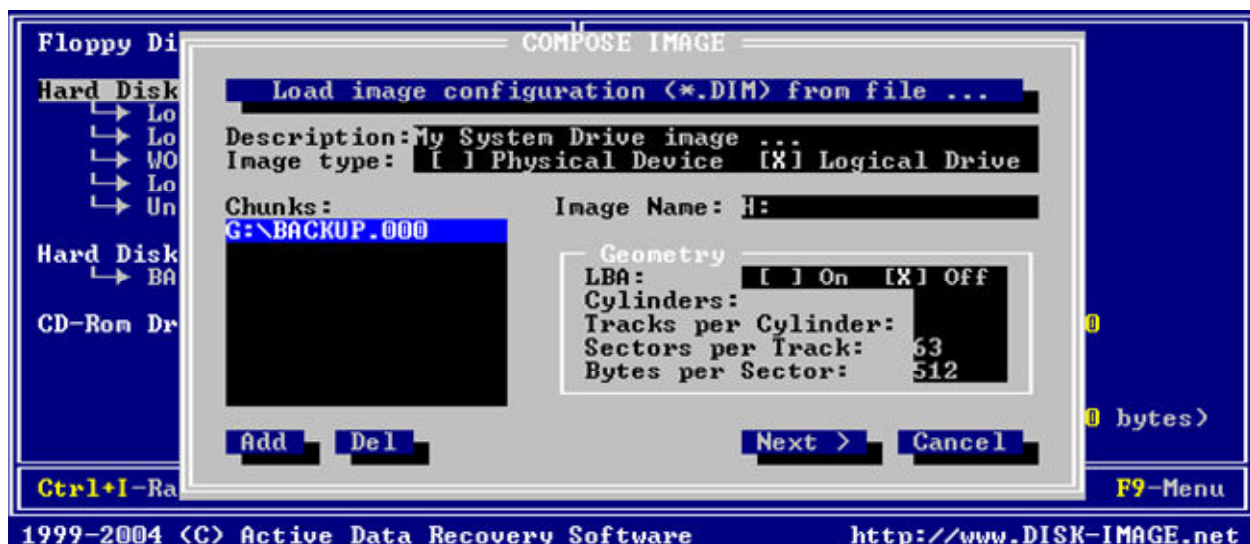 Floppy Di
COMPOSE IMAGE
Hard Disk
Lo
Lo
WO
Lo
Un
Hard Disk
BA
CD-Rom Dr
Load image configuration (*.DIM) from file ...
Description:My System Drive image ...
Image type: [ ] Physical Device [X] Logical Drive
Chunks:
G:\BACKUP.000
Image Name: H:
Geometry
LBA: [ ] On [X] Off
Cylinders:
Tracks per Cylinder:
Sectors per Track: 63
Bytes per Sector: 512
0
0 bytes)
Add Del Next > Cancel
Ctrl+I-Ra F9-Menu
1999-2004 (C) Active Data Recovery Software http://www.DISK-IMAGE.net